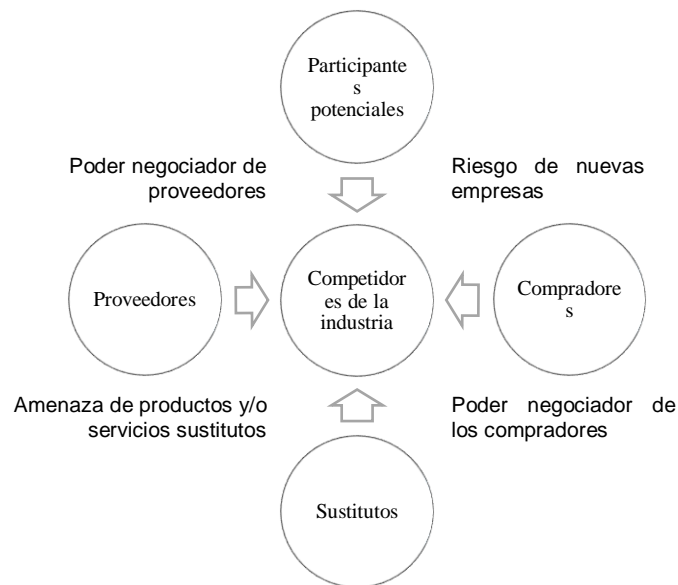 Participante
s
potenciales
Poder negociador de
proveedores
Riesgo de nuevas
empresas
Proveedores
Competidor
es de la
industria
Compradore
s
Amenaza de productos y/o
servicios sustitutos
Poder negociador de
los compradores
Sustitutos